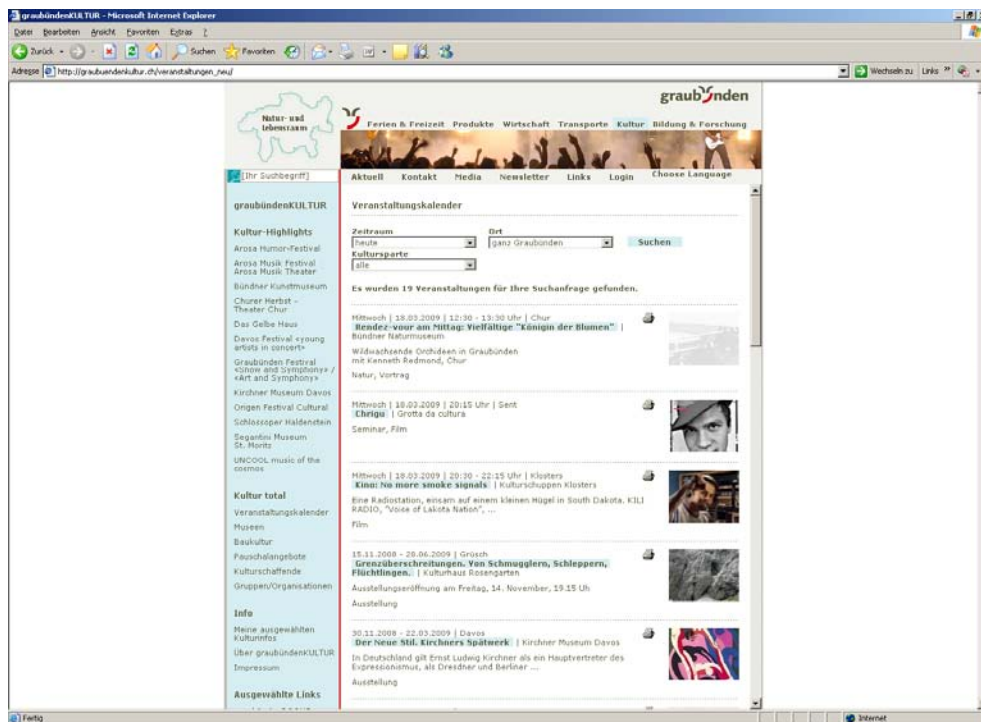 graubündenKULTUR - Microsoft Internet Explorer
Datei Bearbeiten Ansicht Favoriten Extras ?
Zurück Suchen Favoriten
Adresse http://graubuendenkultur.ch/veranstaltungen_neu/ Wechseln zu Links
graubünden
Natur- und
Lebensraum
Ferien & Freizeit Produkte Wirtschaft Transporte Kultur Bildung & Forschung
[Ihr Suchbegriff]
Aktuell Kontakt Media Newsletter Links Login Choose Language
graubündenKULTUR
Kultur-Highlights
Arosa Humor-Festival
Arosa Musik Festival
Arosa Musik Theater
Bündner Kunstmuseum
Churer Herbst -
Theater Chur
Das Gelbe Haus
Davos Festival «young
artists in concert»
Graubünden Festival
«Snow and Symphony» /
«Art and Symphony»
Kirchner Museum Davos
Origen Festival Cultural
Schlossoper Haldenstein
Segantini Museum
St. Moritz
UNCOOL music of the
cosmos
Kultur total
Veranstaltungskalender
Museen
Baukultur
Pauschalangebote
Kulturschaffende
Gruppen/Organisationen
Info
Meine ausgewählten
Kulturinfos
Über graubündenKULTUR
Impressum
Ausgewählte Links
Veranstaltungskalender
Zeitraum Ort
heute ganz Graubünden Suchen
Kultursparte
alle
Es wurden 19 Veranstaltungen für Ihre Suchanfrage gefunden.
Mittwoch | 18.03.2009 | 12:30 - 13:30 Uhr | Chur
Rendez-vour am Mittag: Vielfältige "Königin der Blumen" |
Bündner Naturmuseum
Wildwachsende Orchideen in Graubünden
mit Kenneth Redmond, Chur
Natur, Vortrag
Mittwoch | 18.03.2009 | 20:15 Uhr | Sent
Chrigu | Grotta da cultura
Seminar, Film
Mittwoch | 18.03.2009 | 20:30 - 22:15 Uhr | Klosters
Kino: No more smoke signals | Kulturschuppen Klosters
Eine Radiostation, einsam auf einem kleinen Hügel in South Dakota. KILI
RADIO, "Voice of Lakota Nation", ...
Film
15.11.2008 - 28.06.2009 | Grüsch
Grenzüberschreitungen. Von Schmugglern, Schleppern,
Flüchtlingen. | Kulturhaus Rosengarten
Ausstellungseröffnung am Freitag, 14. November, 19.15 Uh
Ausstellung
30.11.2008 - 22.03.2009 | Davos
Der Neue Stil. Kirchners Spätwerk | Kirchner Museum Davos
In Deutschland gilt Ernst Ludwig Kirchner als ein Hauptvertreter des
Expressionismus, als Dresdner und Berliner ...
Ausstellung
Fertig Internet